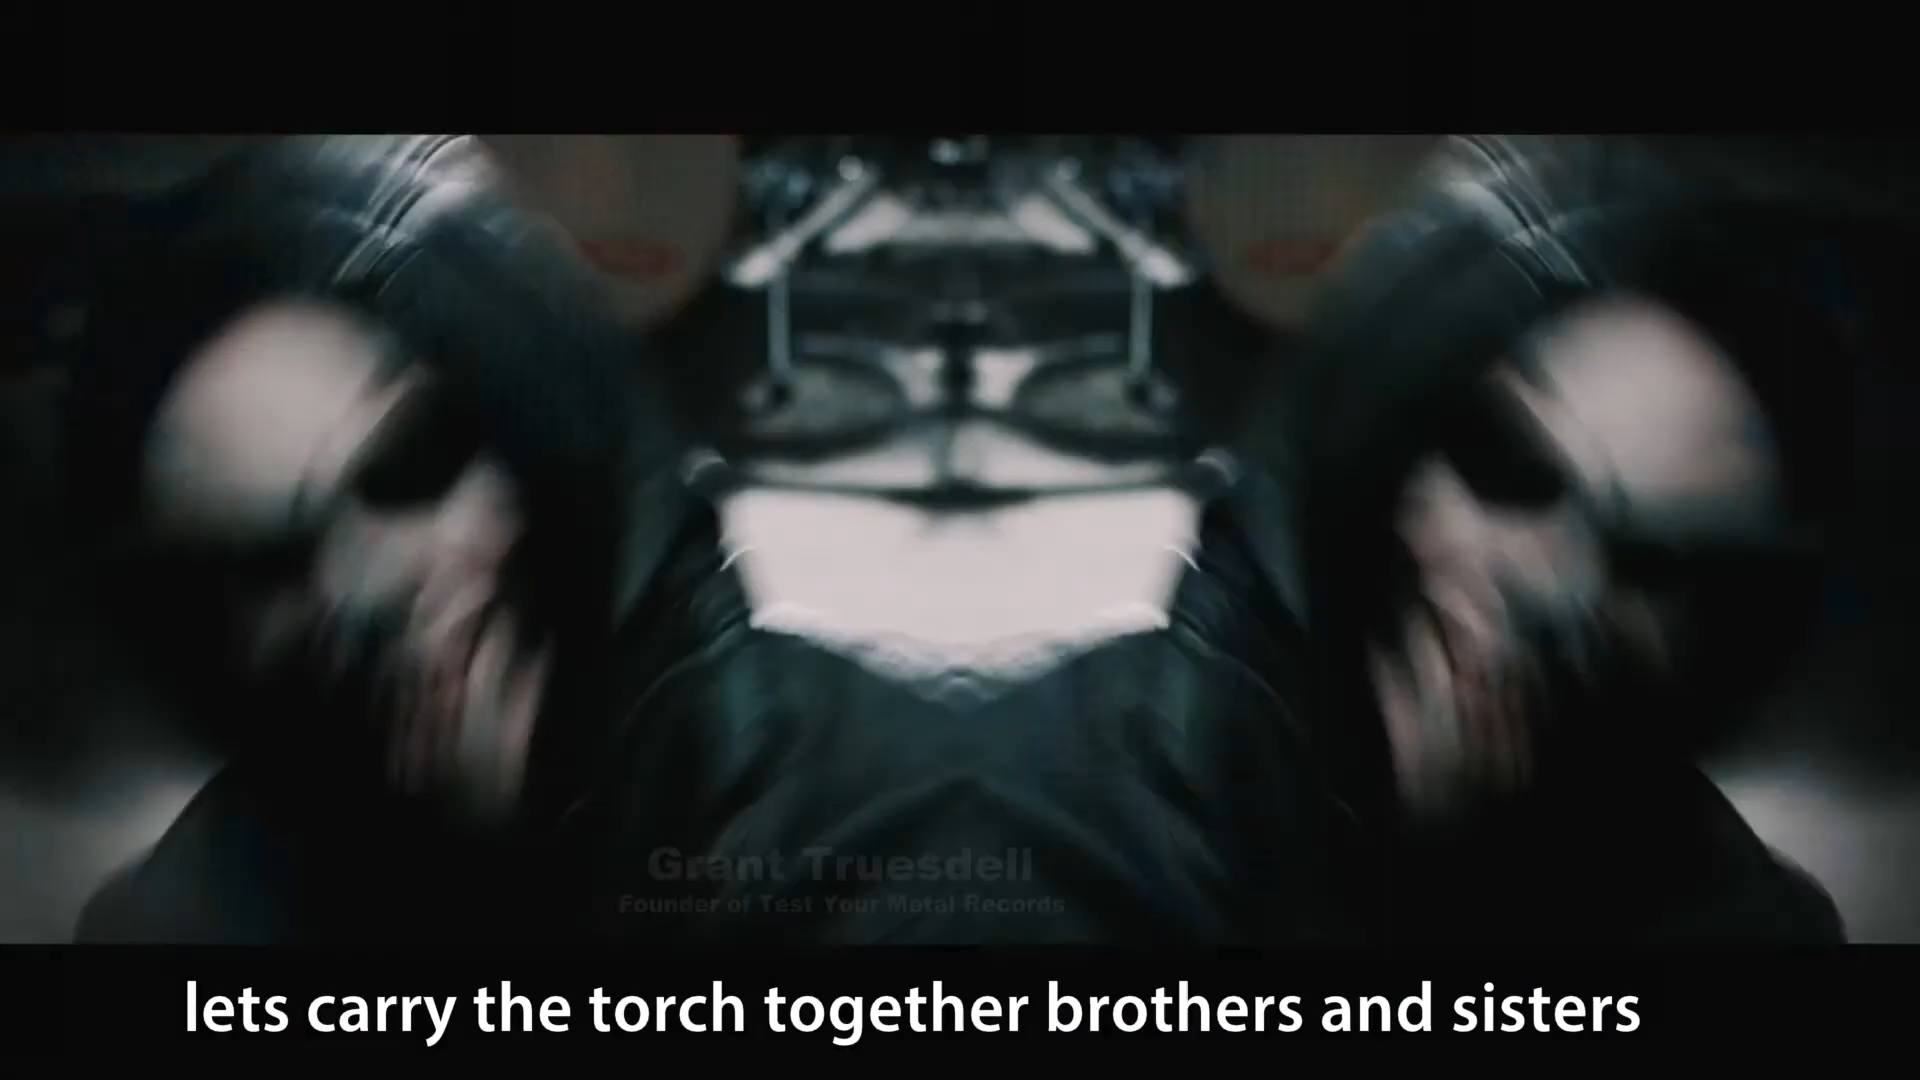 Grant Truesdell
Founder of Test Your Metal Records
lets carry the torch together brothers and sisters